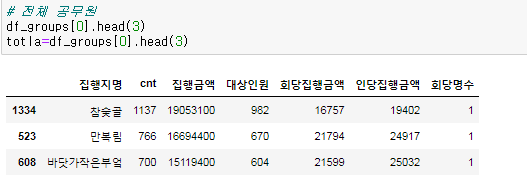 # 전체 공무원
df_groups[0].head(3)
totla=df_groups[0].head(3)
집행지명 cnt 집행금액 대상인원 회당집행금액 인당집행금액 회당명수
1334 참숯골 1137 19053100 982 16757 19402 1
523 만복림 766 16694400 670 21794 24917 1
608 바닷가작은부엌 700 15119400 604 21599 25032 1